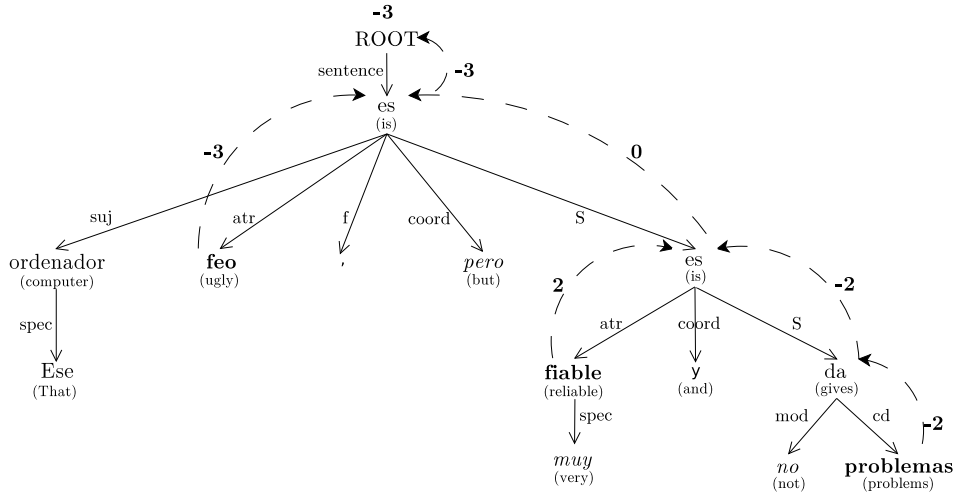 -3
ROOT
sentence
-3
es
(is)
-3
0
suj
atr
f
coord
S
ordenador
(computer)
feo
(ugly)
,
pero
(but)
es
(is)
2
-2
spec
atr
coord
S
Ese
(That)
fiable
(reliable)
y
(and)
da
(gives)
spec
mod
cd
-2
muy
(very)
no
(not)
problemas
(problems)